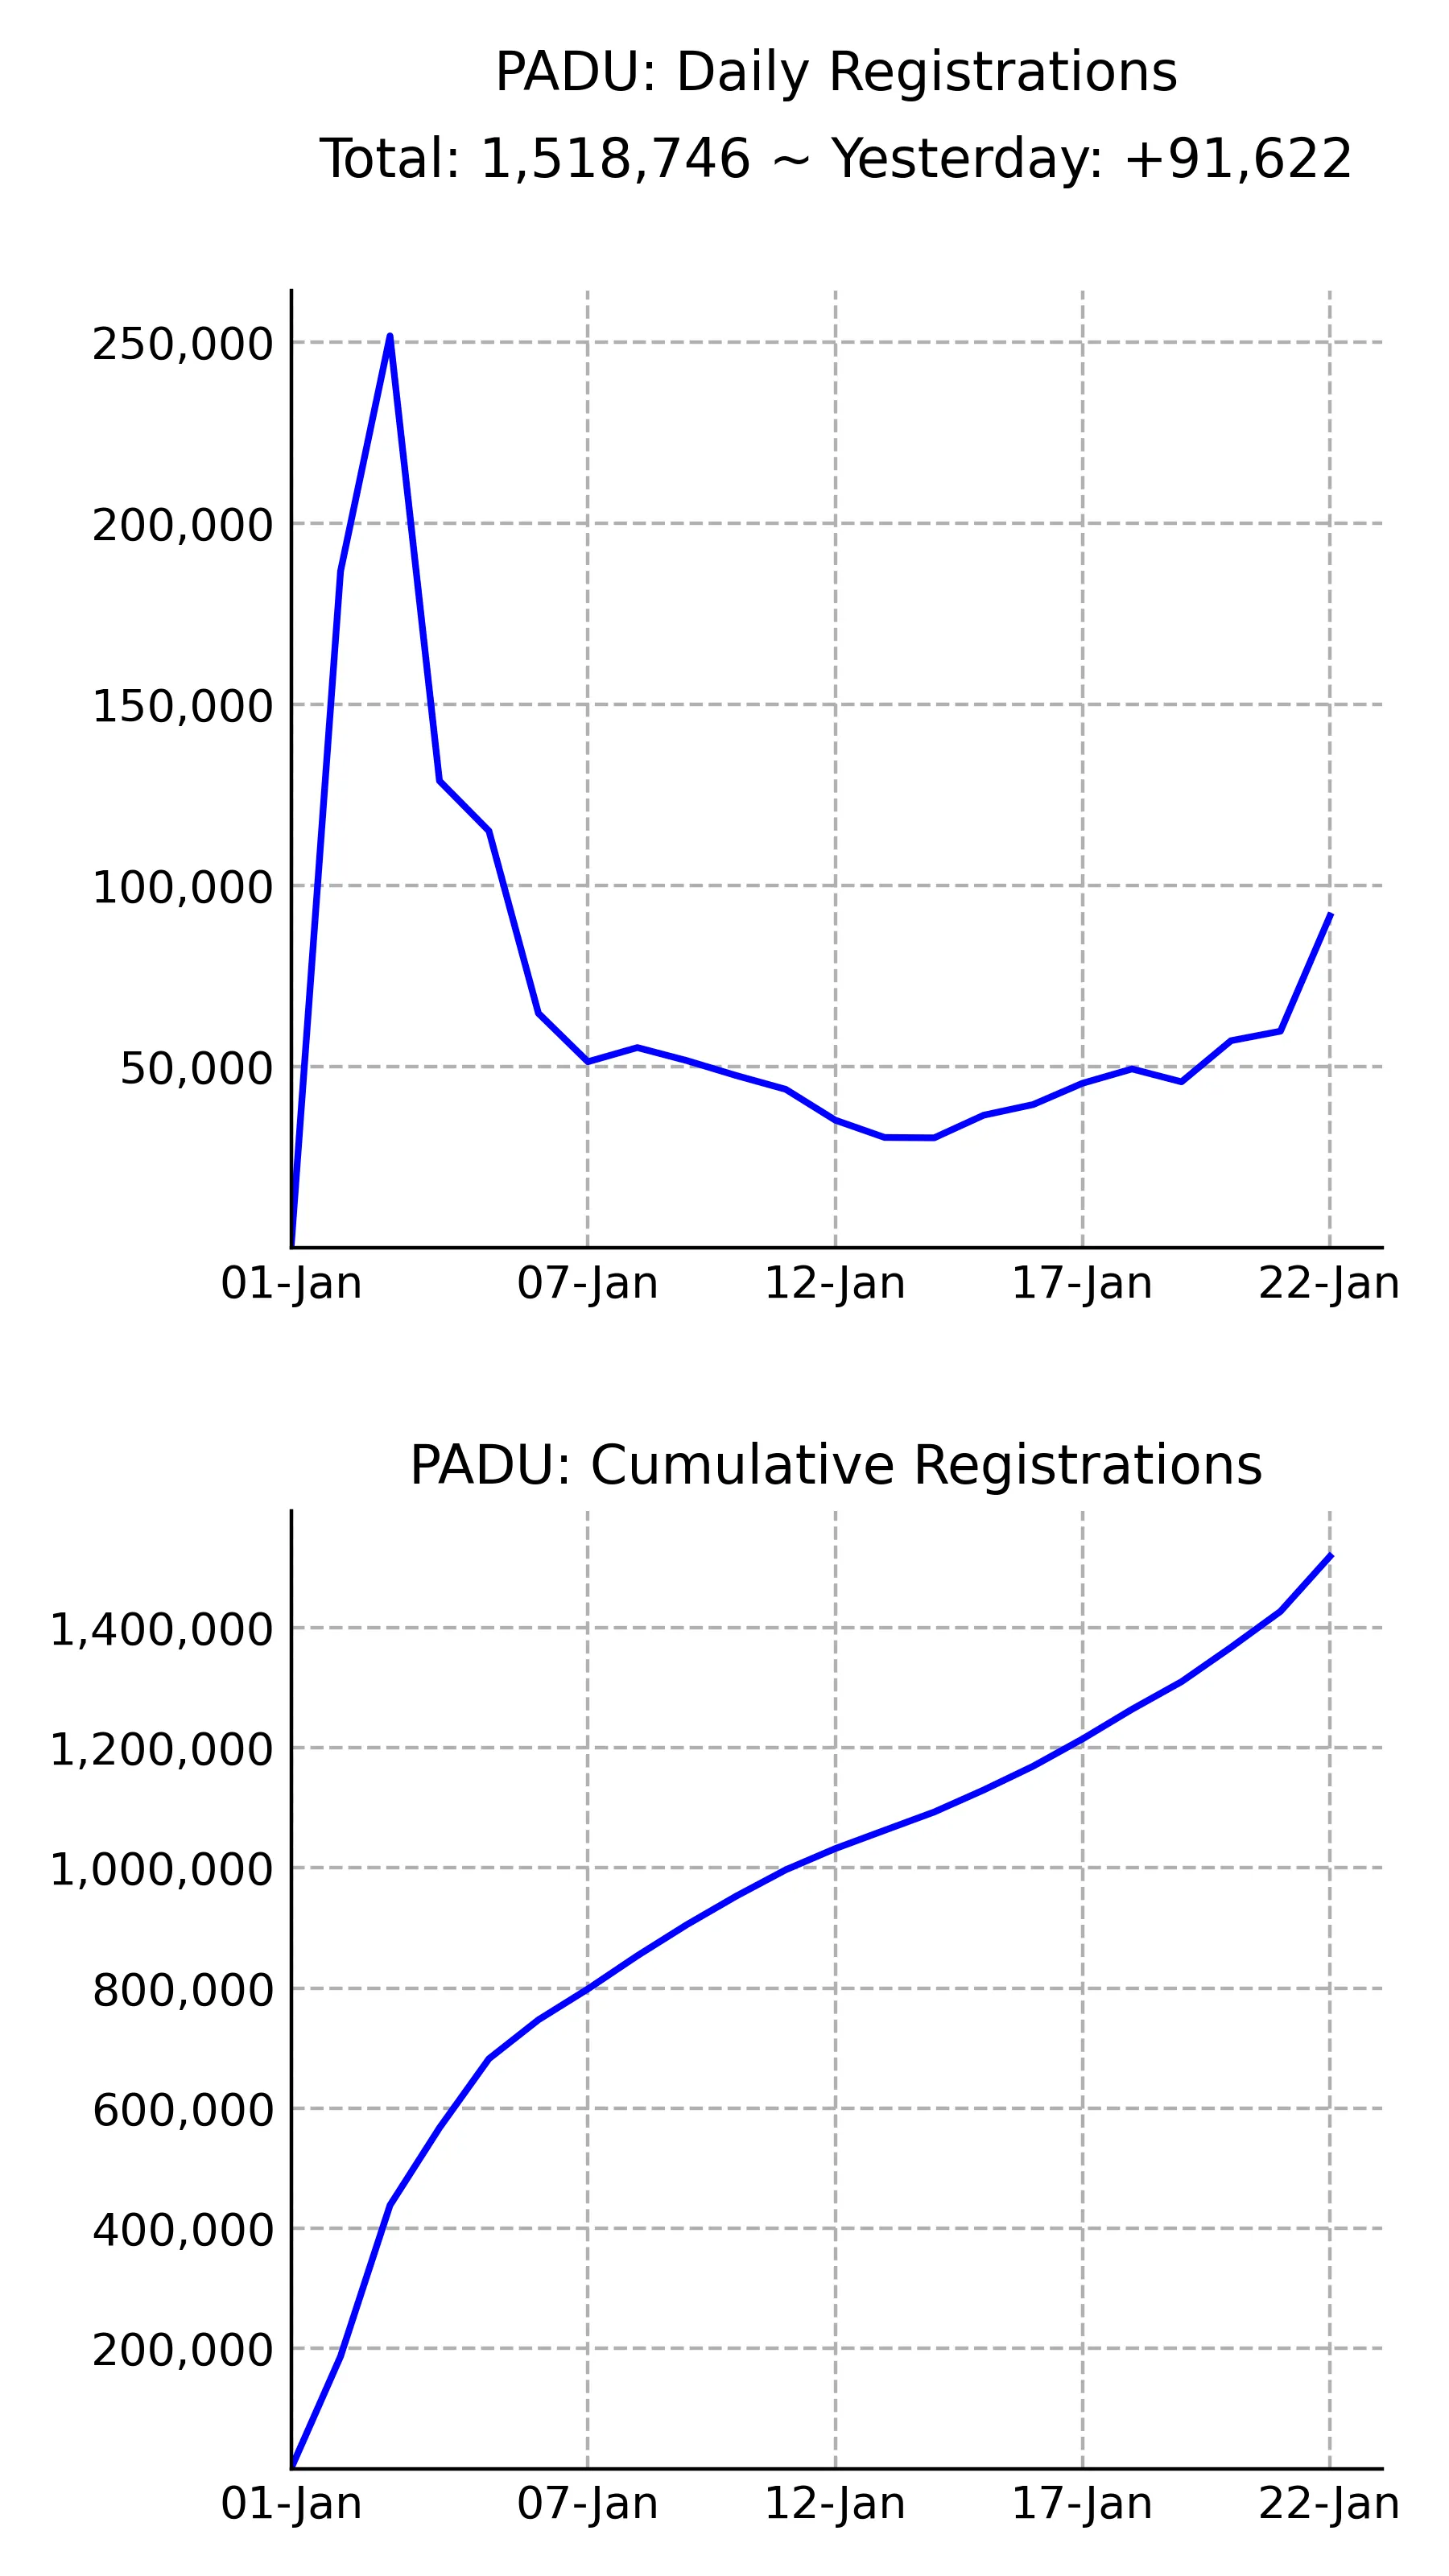 PADU: Daily Registrations
Total: 1,518,746 ~ Yesterday: +91,622
250,000
200,000
150,000
100,000
50,000
01-Jan 07-Jan 12-Jan 17-Jan 22-Jan
PADU: Cumulative Registrations
1,400,000
1,200,000
1,000,000
800,000
600,000
400,000
200,000
01-Jan 07-Jan 12-Jan 17-Jan 22-Jan